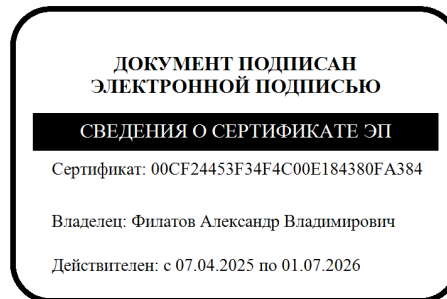 ДОКУМЕНТ ПОДПИСАН
ЭЛЕКТРОННОЙ ПОДПИСЬЮ
СВЕДЕНИЯ О СЕРТИФИКАТЕ ЭП
Сертификат: 00CF24453F34F4C00E184380FA384
Владелец: Филатов Александр Владимирович
Действителен: с 07.04.2025 по 01.07.2026